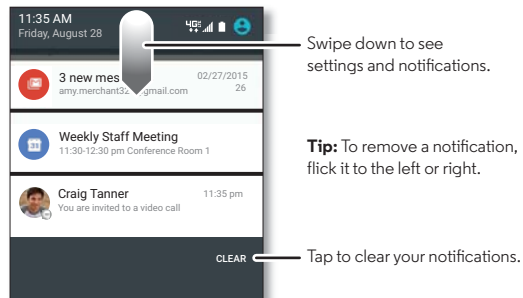 11:35 AM
Friday, August 28
4G
Swipe down to see
settings and notifications.
3 new mes
02/27/2015
amy.merchant32
gmail.com
26
Weekly Staff Meeting
11:30-12:30 pm Conference Room 1
Tip: To remove a notification,
flick it to the left or right.
Craig Tanner
11:35 pm
You are invited to a video call
CLEAR
Tap to clear your notifications.